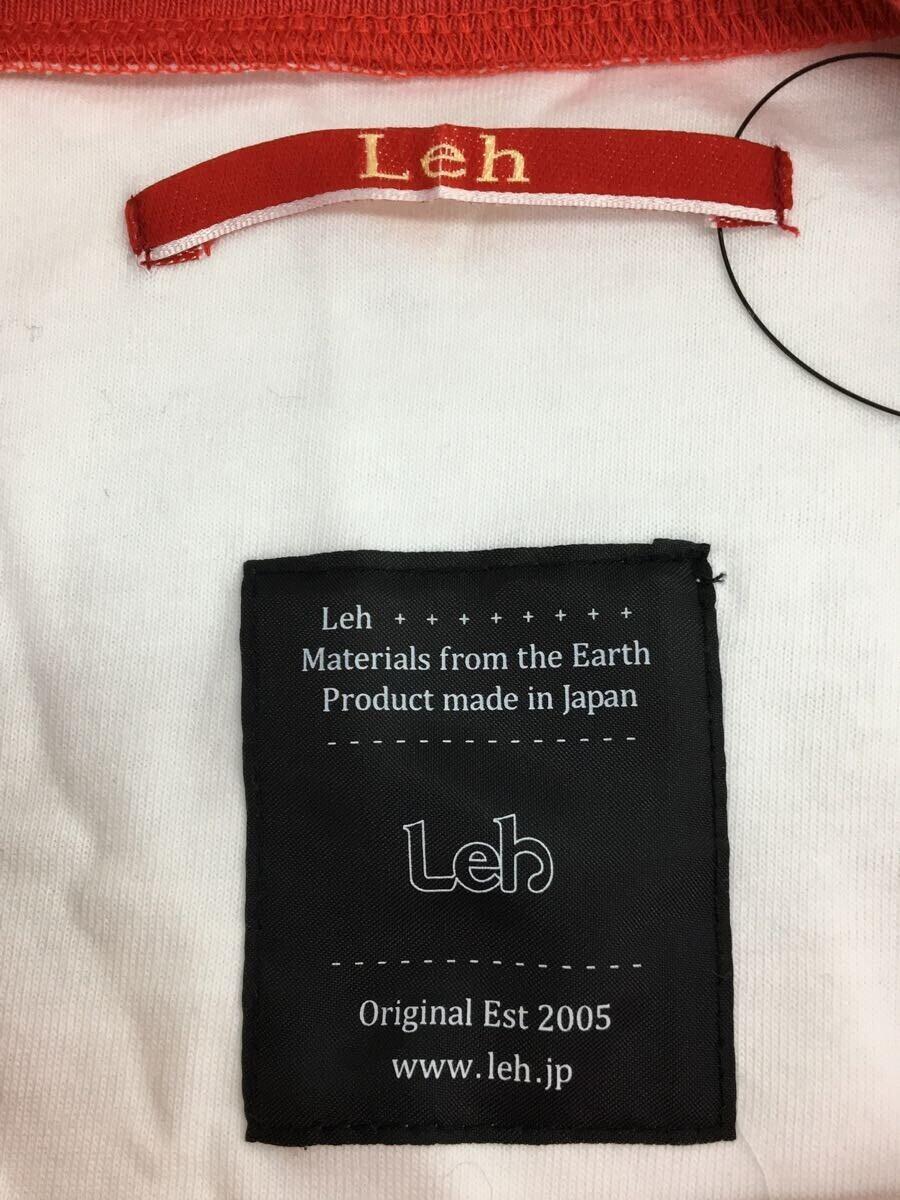 Leh
Leh + + + + + + + +
Materials from the Earth
Product made in Japan
- - - - - - - - - - - - - -
Leh
- - - - - - - - - - - - - -
Original Est 2005
www.leh.jp